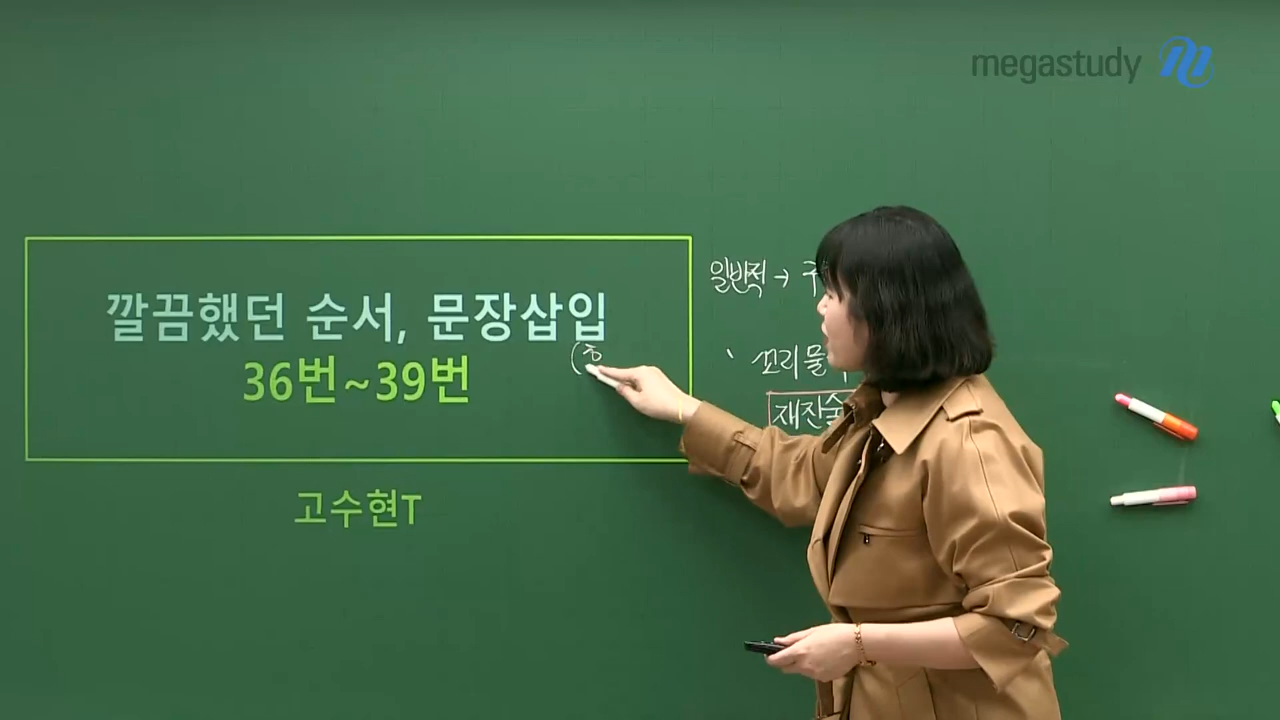 megastudy
깔끔했던 순서, 문장삽입
36번~39번
고수현T
일반적 →
꼬리물
재진술